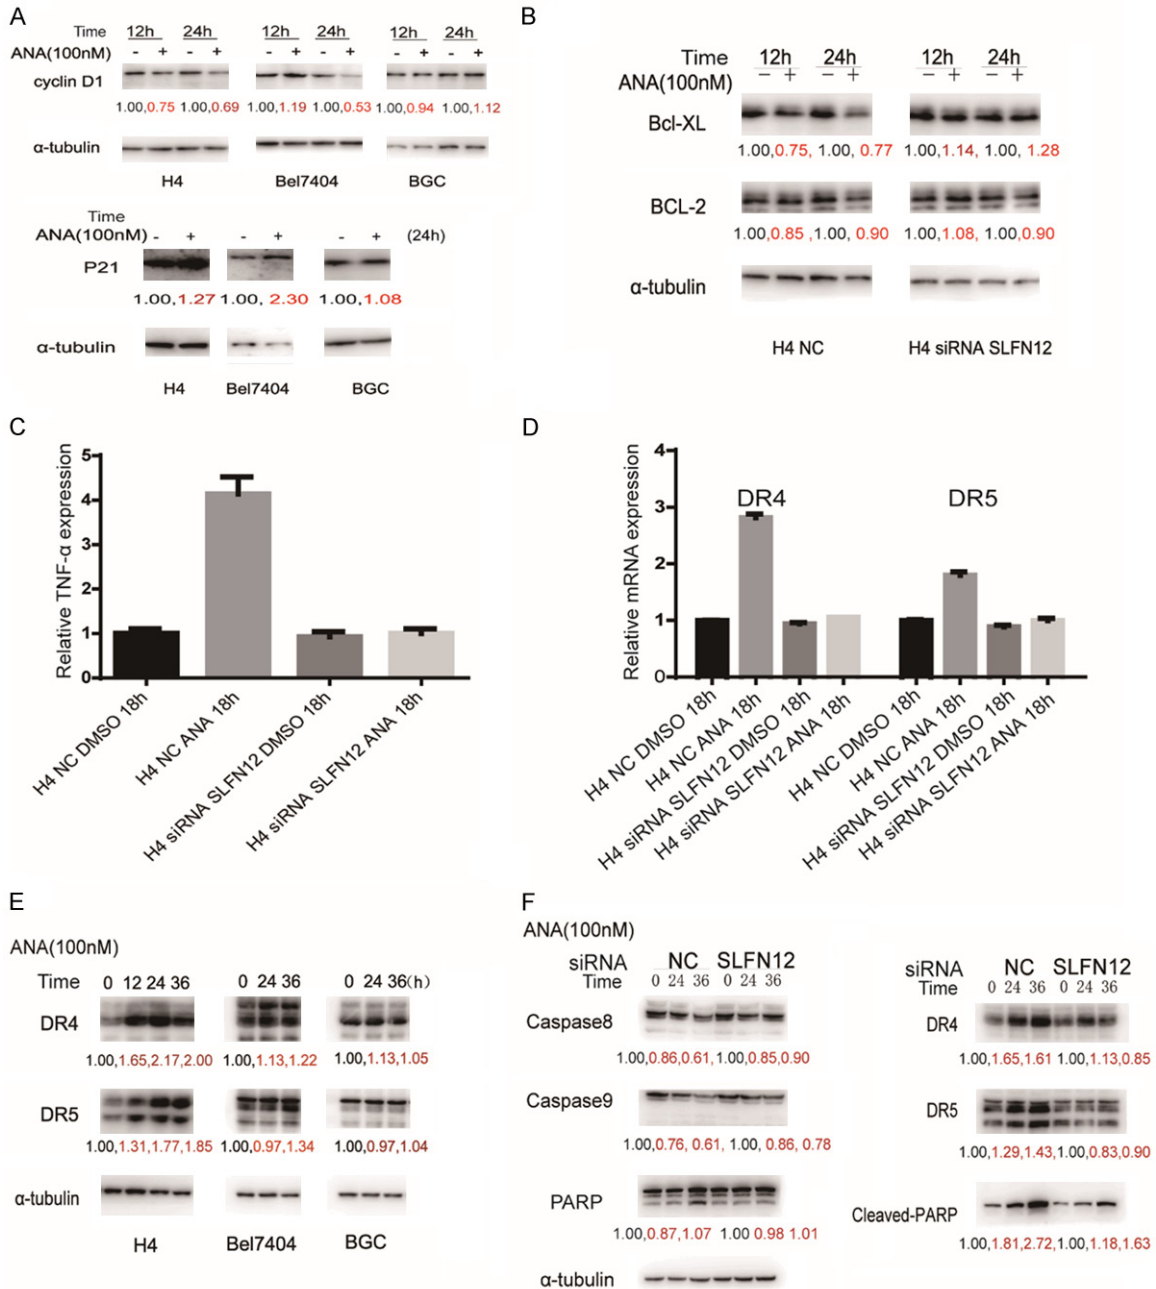 A
Time 12h 24h 12h 24h 12h 24h
ANA(100nM) - + - + - + - + - + - +
cyclin D1
1.00,0.75 1.00,0.69 1.00,1.19 1.00,0.53 1.00,0.94 1.00,1.12
α-tubulin
H4 Bel7404 BGC
Time
ANA(100nM) - + - + - + (24h)
P21
1.00,1.27 1.00, 2.30 1.00,1.08
α-tubulin
H4 Bel7404 BGC
B
Time 12h 24h 12h 24h
ANA(100nM) - + - + - + - +
Bcl-XL
1.00,0.75, 1.00, 0.77 1.00,1.14, 1.00, 1.28
BCL-2
1.00,0.85, 1.00, 0.90 1.00,1.08, 1.00,0.90
α-tubulin
H4 NC H4 siRNA SLFN12
C
Relative TNF-α expression
5
4
3
2
1
0
H4 NC DMSO 18h
H4 NC ANA 18h
H4 siRNA SLFN12 DMSO 18h
H4 siRNA SLFN12 ANA 18h
D
Relative mRNA expression
4
3
2
1
0
DR4 DR5
H4 NC DMSO 18h
H4 NC ANA 18h
H4 siRNA SLFN12 DMSO 18h
H4 siRNA SLFN12 ANA 18h
H4 NC DMSO 18h
H4 NC ANA 18h
H4 siRNA SLFN12 DMSO 18h
H4 siRNA SLFN12 ANA 18h
E
ANA(100nM)
Time 0 12 24 36 0 24 36 0 24 36(h)
DR4
1.00,1.65,2.17,2.00 1.00,1.13,1.22 1.00,1.13,1.05
DR5
1.00,1.31,1.77,1.85 1.00,0.97,1.34 1.00,0.97,1.04
α-tubulin
H4 Bel7404 BGC
F
ANA(100nM)
siRNA NC SLFN12
Time 0 24 36 0 24 36
Caspase8
1.00,0.86,0.61, 1.00,0.85,0.90
Caspase9
1.00,0.76, 0.61, 1.00, 0.86, 0.78
PARP
1.00,0.87,1.07 1.00 0.98 1.01
α-tubulin
siRNA NC SLFN12
Time 0 24 36 0 24 36
DR4
1.00,1.65,1.61 1.00,1.13,0.85
DR5
1.00,1.29,1.43,1.00,0.83,0.90
Cleaved-PARP
1.00,1.81,2.72,1.00,1.18,1.63